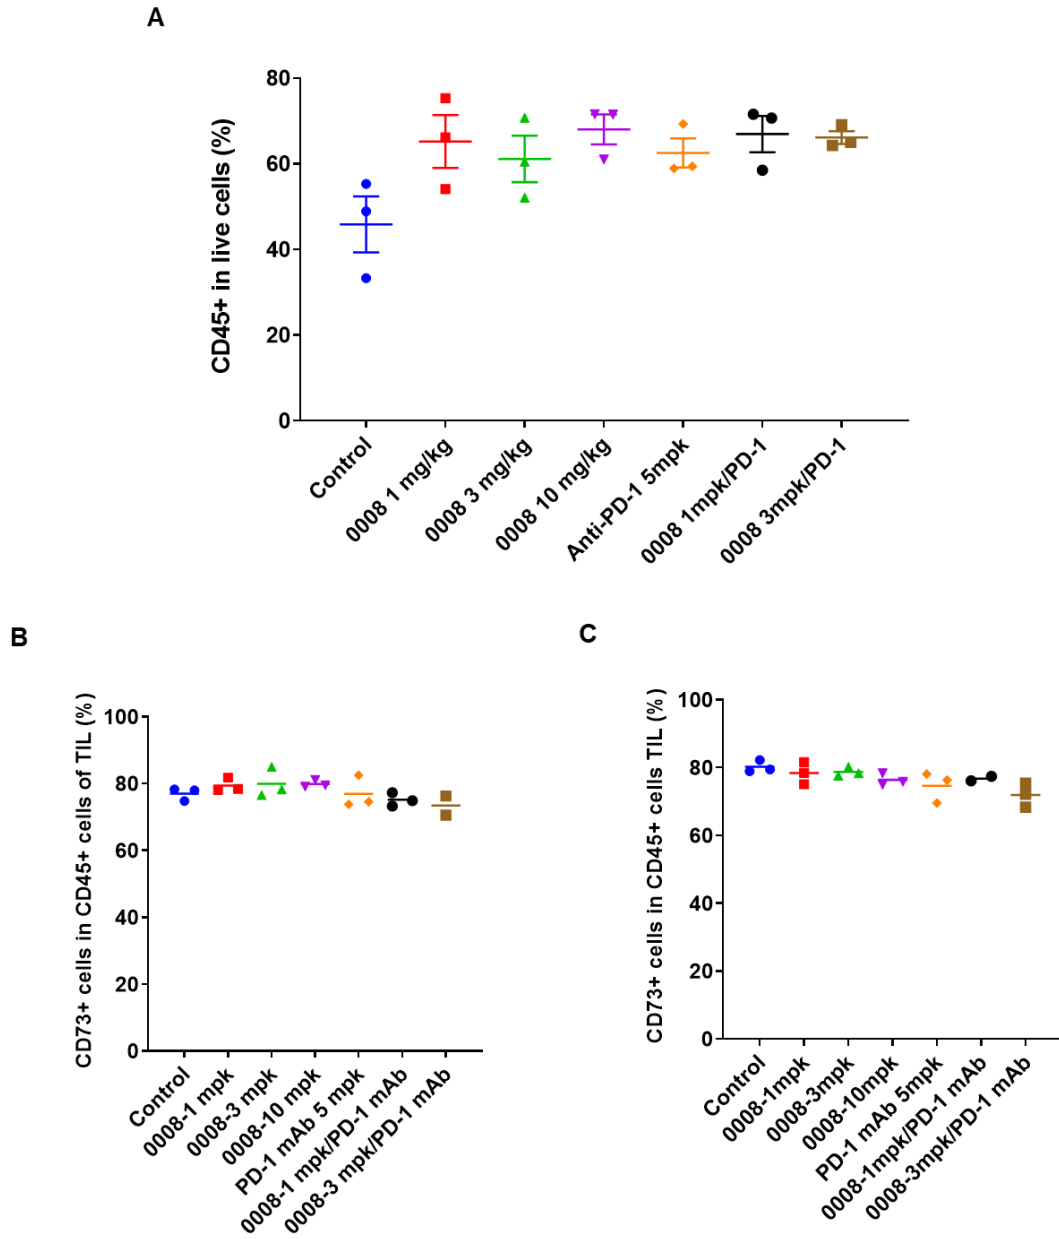 A
CD45+ in live cells (%)
80
60
40
20
0
Control
0008 1 mg/kg
0008 3 mg/kg
0008 10 mg/kg
Anti-PD-1 5mpk
0008 1mpk/PD-1
0008 3mpk/PD-1
B
CD73+ cells in CD45+ cells of TIL (%)
100
80
60
40
20
0
Control
0008-1 mpk
0008-3 mpk
0008-10 mpk
PD-1 mAb 5 mpk
0008-1 mpk/PD-1 mAb
0008-3 mpk/PD-1 mAb
C
CD73+ cells in CD45+ cells TIL (%)
100
80
60
40
20
0
Control
0008-1mpk
0008-3mpk
0008-10mpk
PD-1 mAb 5mpk
0008-1mpk/PD-1 mAb
0008-3mpk/PD-1 mAb